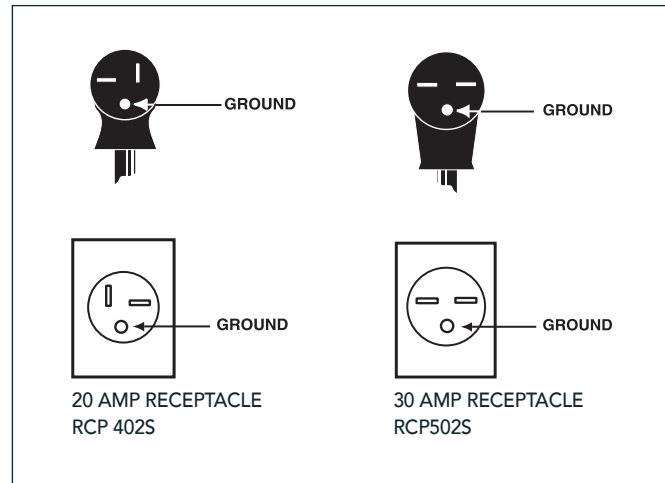 GROUND
GROUND
GROUND
GROUND
20 AMP RECEPTACLE
RCP 402S
30 AMP RECEPTACLE
RCP502S